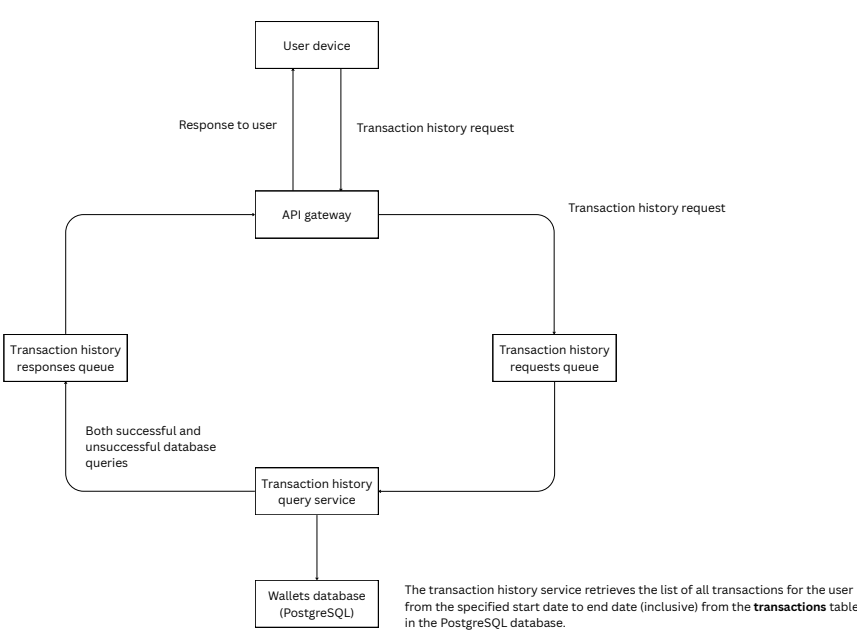 User device
Response to user
Transaction history request
API gateway
Transaction history request
Transaction history
responses queue
Transaction history
requests queue
Both successful and
unsuccessful database
queries
Transaction history
query service
Wallets database
(PostgreSQL)
The transaction history service retrieves the list of all transactions for the user
from the specified start date to end date (inclusive) from the transactions table
in the PostgreSQL database.